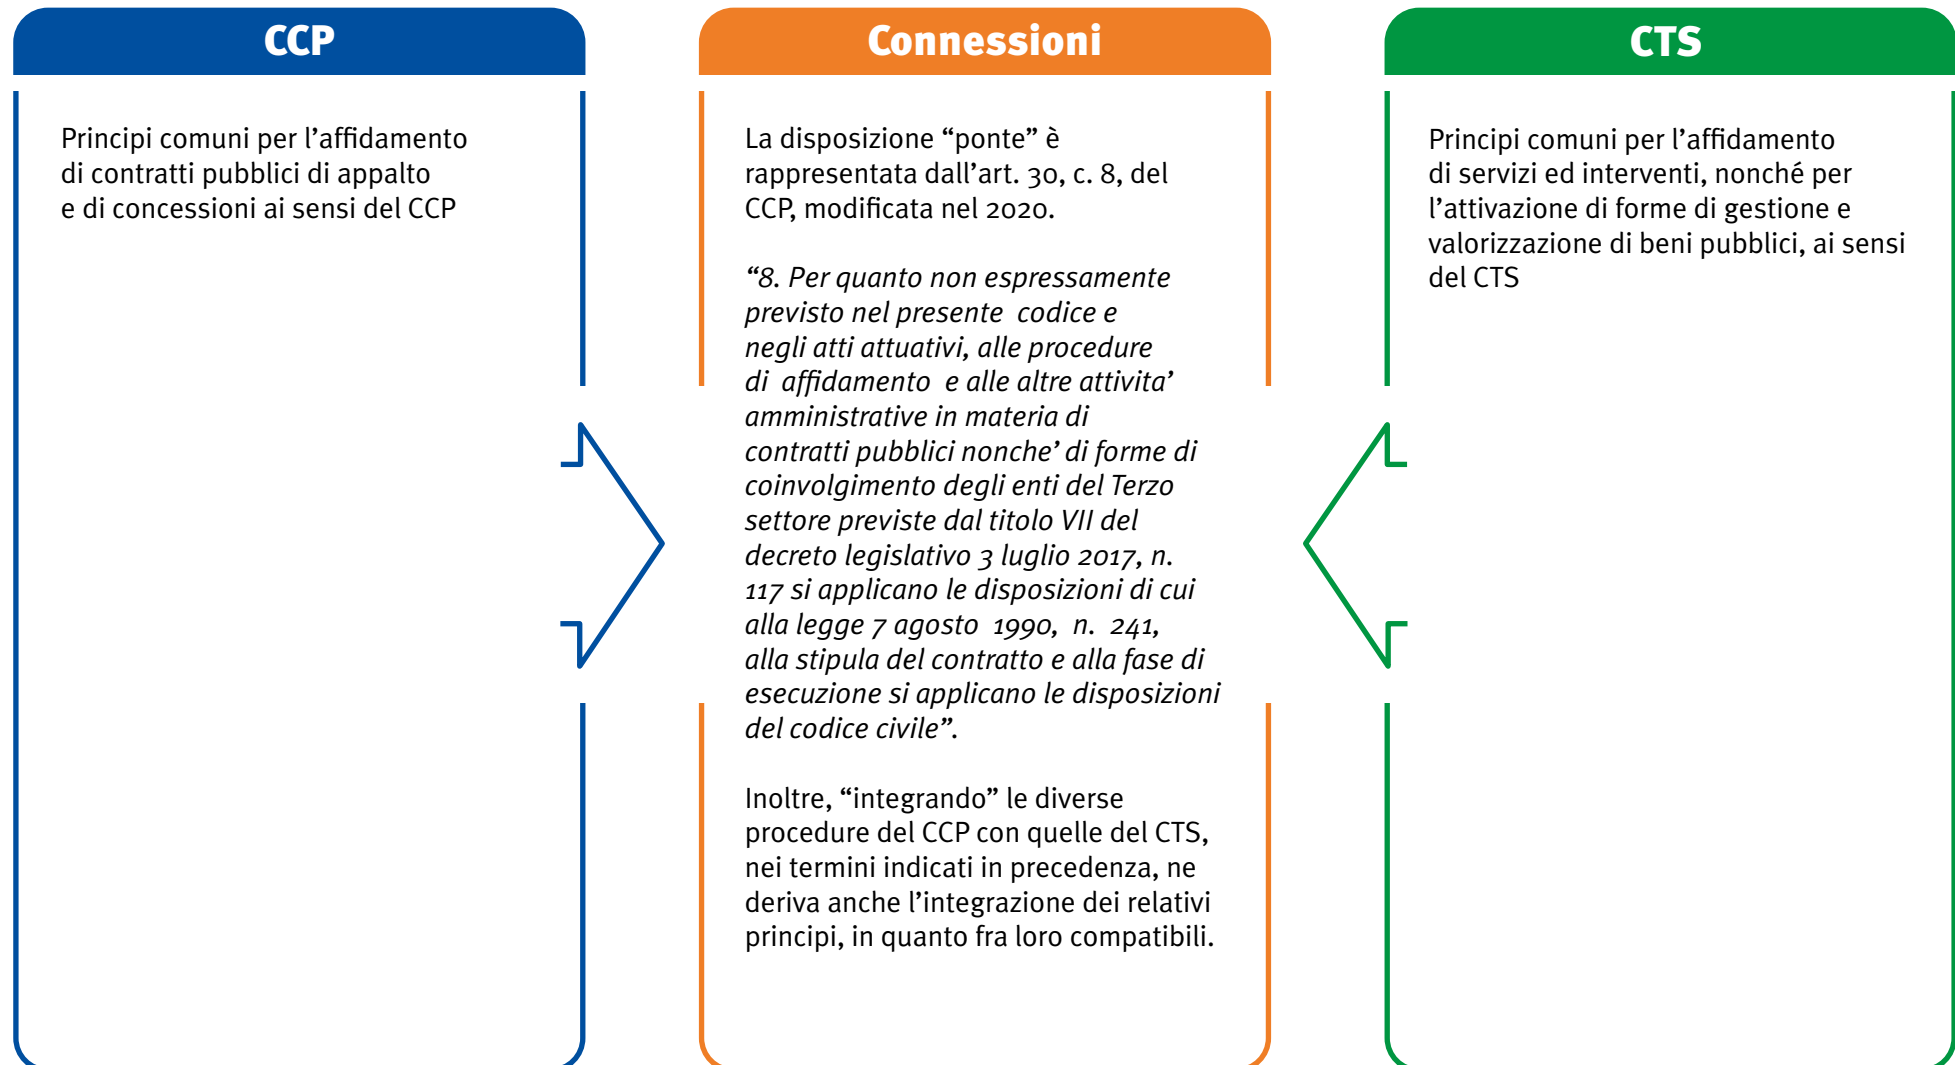 CCP
Principi comuni per l’affidamento
di contratti pubblici di appalto
e di concessioni ai sensi del CCP
Connessioni
La disposizione “ponte” è
rappresentata dall’art. 30, c. 8, del
CCP, modificata nel 2020.
“8. Per quanto non espressamente
previsto nel presente codice e
negli atti attuativi, alle procedure
di affidamento e alle altre attivita’
amministrative in materia di
contratti pubblici nonche’ di forme di
coinvolgimento degli enti del Terzo
settore previste dal titolo VII del
decreto legislativo 3 luglio 2017, n.
117 si applicano le disposizioni di cui
alla legge 7 agosto 1990, n. 241,
alla stipula del contratto e alla fase di
esecuzione si applicano le disposizioni
del codice civile”.
Inoltre, “integrando” le diverse
procedure del CCP con quelle del CTS,
nei termini indicati in precedenza, ne
deriva anche l’integrazione dei relativi
principi, in quanto fra loro compatibili.
CTS
Principi comuni per l’affidamento
di servizi ed interventi, nonché per
l’attivazione di forme di gestione e
valorizzazione di beni pubblici, ai sensi
del CTS